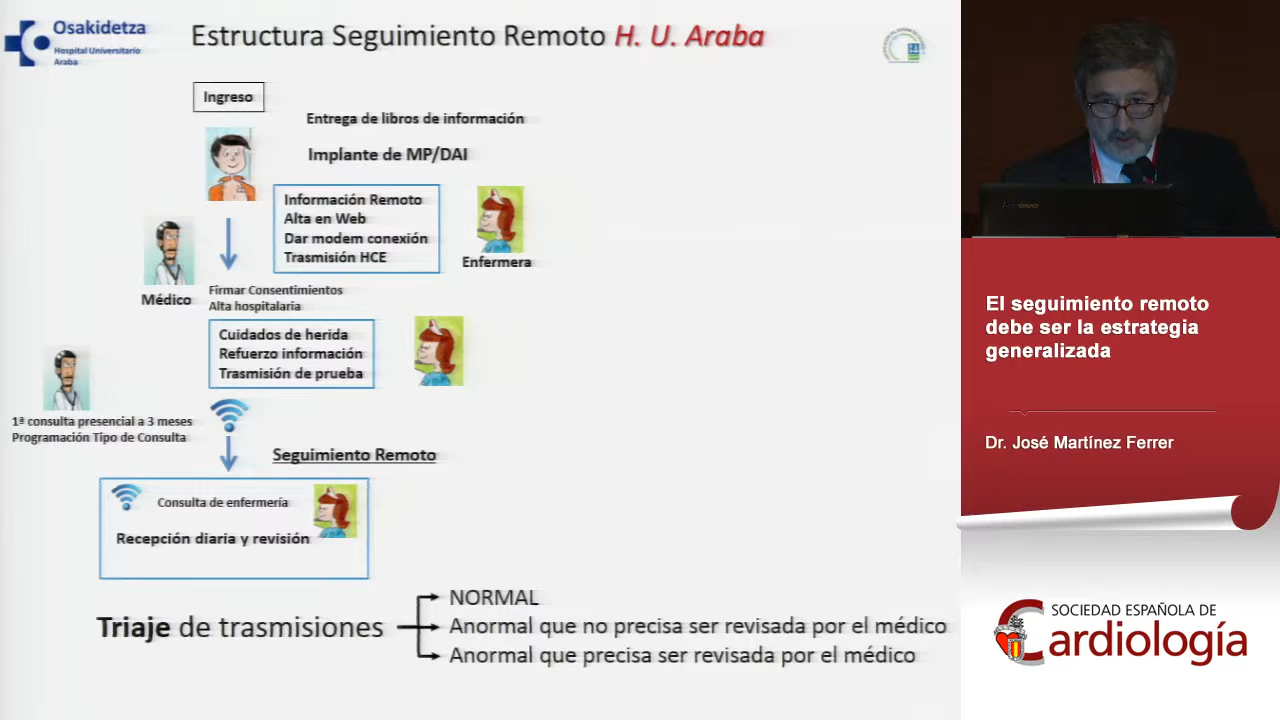 Osakidetza
Hospital Universitario
Araba
Estructura Seguimiento Remoto H. U. Araba
Ingreso
Entrega de libros de información
Implante de MP/DAI
Información Remoto
Alta en Web
Dar modem conexión
Trasmisión HCE
Enfermera
Médico
Firmar Consentimientos
Alta hospitalaria
Cuidados de herida
Refuerzo información
Trasmisión de prueba
1ª consulta presencial a 3 meses
Programación Tipo de Consulta
Seguimiento Remoto
Consulta de enfermería
Recepción diaria y revisión
Triaje de trasmisiones
NORMAL
Anormal que no precisa ser revisada por el médico
Anormal que precisa ser revisada por el médico
El seguimiento remoto
debe ser la estrategia
generalizada
Dr. José Martínez Ferrer
SOCIEDAD ESPAÑOLA DE
Cardiología